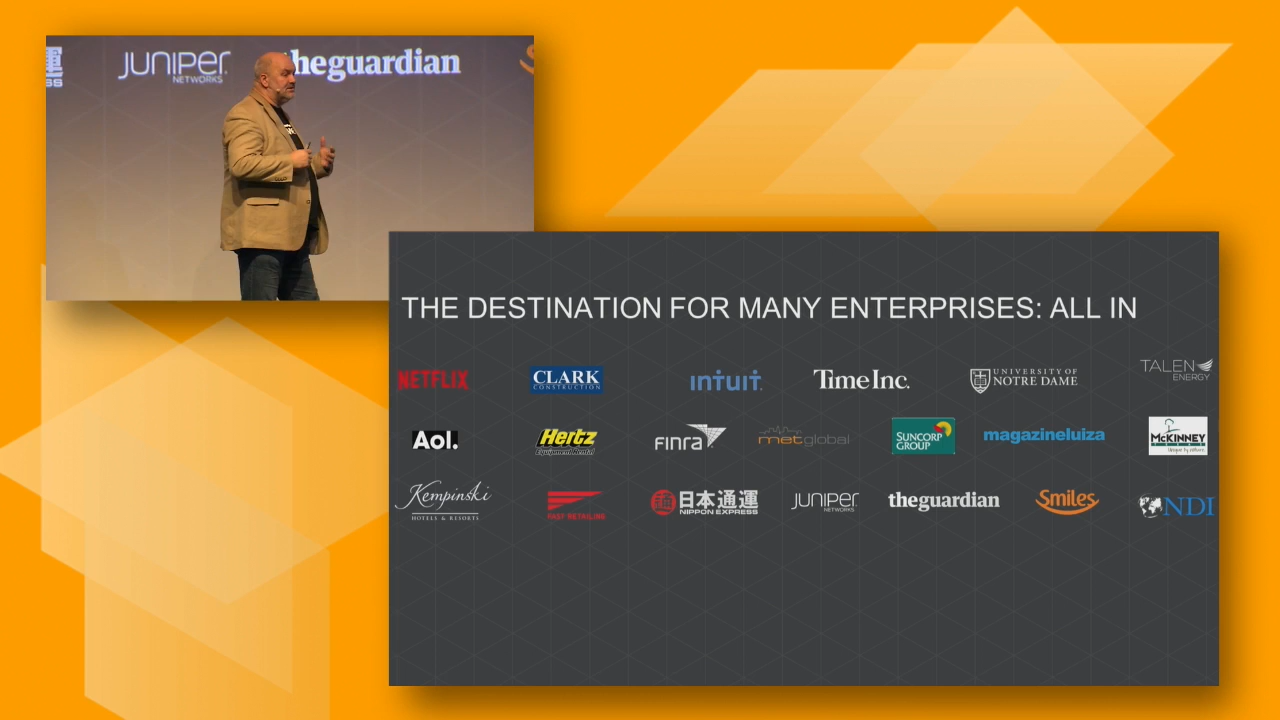 JUNIPER
NETWORKS
theguardian
THE DESTINATION FOR MANY ENTERPRISES: ALL IN
NETFLIX
CLARK
CONSTRUCTION
intuit.
Time Inc.
UNIVERSITY OF
NOTRE DAME
TALEN
ENERGY
Aol.
Hertz
Equipment Rental
finra
metglobal
SUNCORP
GROUP
magazineluiza
McKINNEY
Kempinski
HOTELS & RESORTS
FAST RETAILING
日本通運
NIPPON EXPRESS
JUNIPER
NETWORKS
theguardian
Smiles
NDI